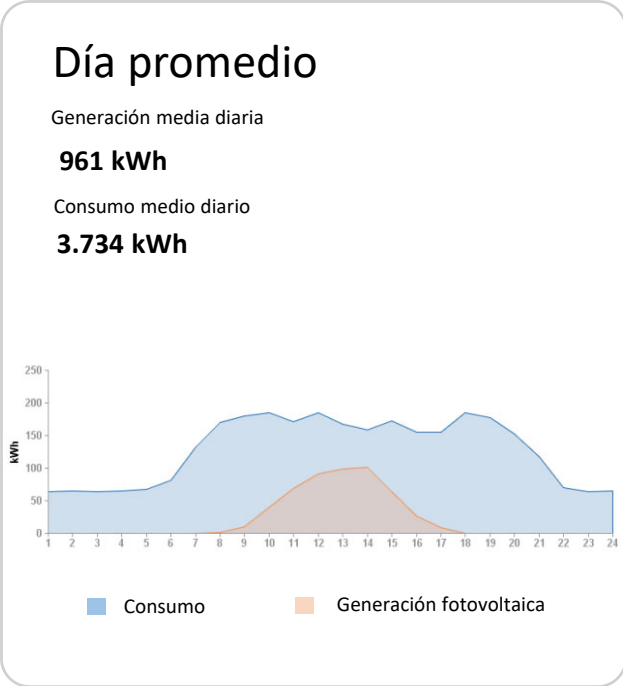 Día promedio
Generación media diaria
961 kWh
Consumo medio diario
3.734 kWh
250
200
150
100
50
0
kWh
1 2 3 4 5 6 7 8 9 10 11 12 13 14 15 16 17 18 19 20 21 22 23 24
Consumo
Generación fotovoltaica